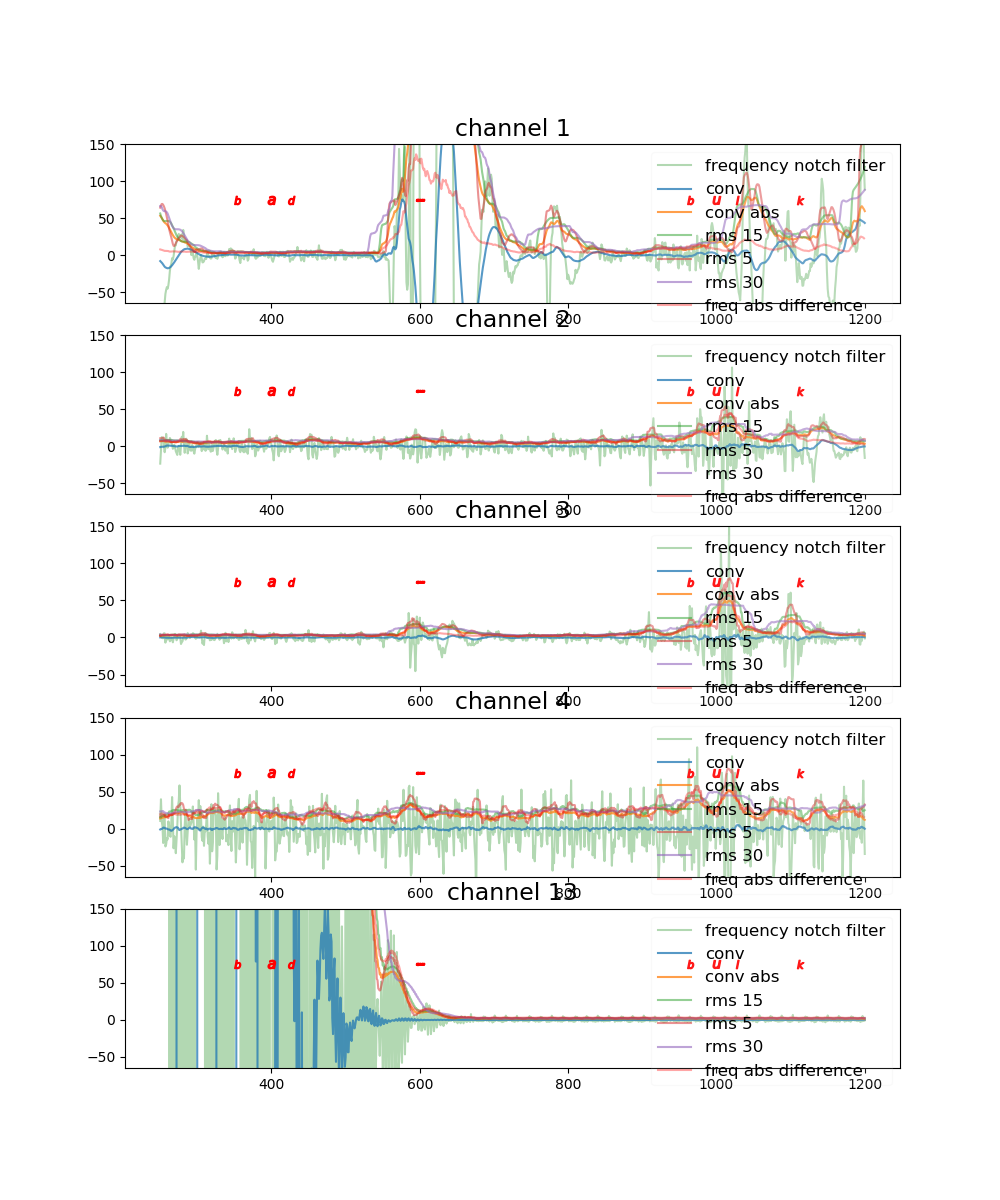 channel 1
150
100
50
0
−50
b a d – b u l k
frequency notch filter
conv
conv abs
rms 15
rms 5
rms 30
freq abs difference
400 600 800 1000 1200
channel 2
150
100
50
0
−50
b a d – b u l k
frequency notch filter
conv
conv abs
rms 15
rms 5
rms 30
freq abs difference
400 600 800 1000 1200
channel 3
150
100
50
0
−50
b a d – b u l k
frequency notch filter
conv
conv abs
rms 15
rms 5
rms 30
freq abs difference
400 600 800 1000 1200
channel 4
150
100
50
0
−50
b a d – b u l k
frequency notch filter
conv
conv abs
rms 15
rms 5
rms 30
freq abs difference
400 600 800 1000 1200
channel 13
150
100
50
0
−50
b a d – b u l k
frequency notch filter
conv
conv abs
rms 15
rms 5
rms 30
freq abs difference
400 600 800 1000 1200